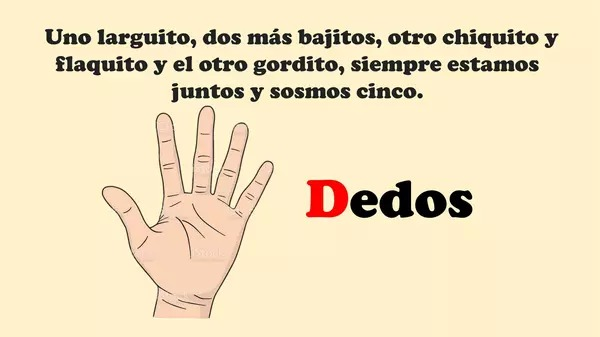 Uno larguito, dos más bajitos, otro chiquito y
flaquito y el otro gordito, siempre estamos
juntos y sosmos cinco.
Dedos